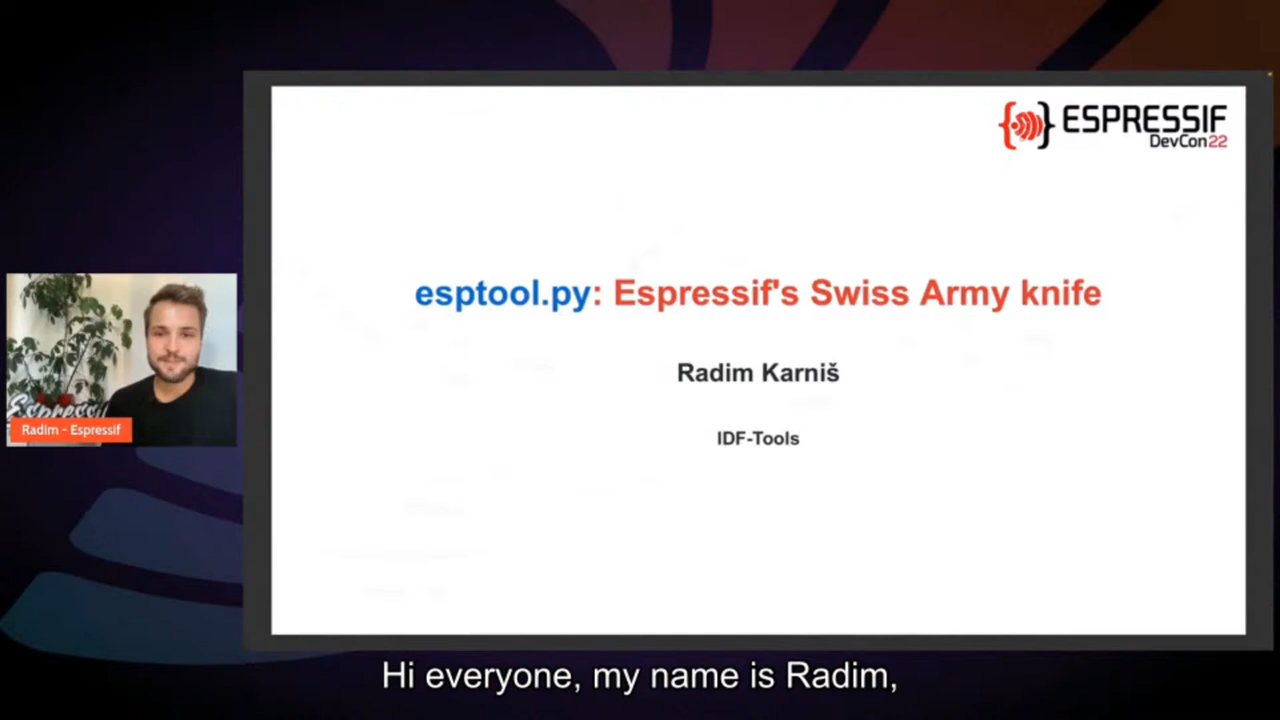 ESPRESSIF
DevCon22
esptool.py: Espressif's Swiss Army knife
Radim Karniš
IDF-Tools
Radim - Espressif
Hi everyone, my name is Radim,